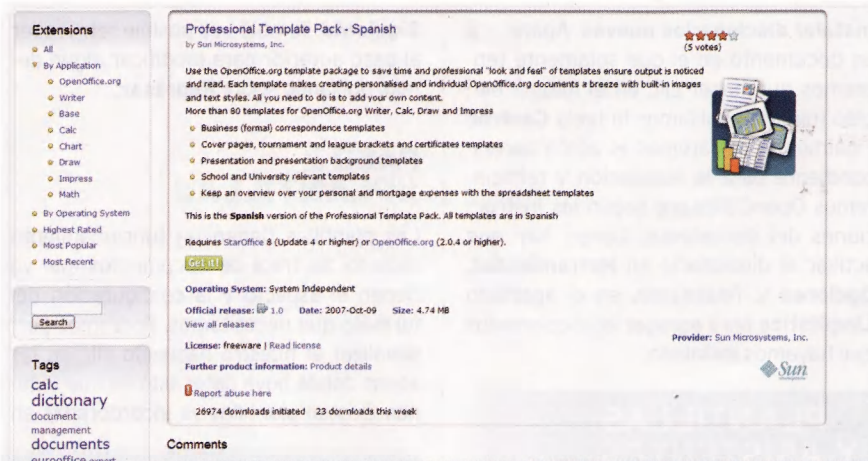 Extensions
All
By Aplication
OpenOffice.org
Writer
Base
Calc
Chart
Draw
Impress
Math
By Operating System
Highest Rated
Most Popular
Most Recent
Search
Tags
calc
dictionary
document
management
documents
Professional Template Pack - Spanish
by Sun Microsystems, Inc.
(5 votes)
Use the OpenOffice.org template package to save time and professional "look and feel" of templates ensure output is noticed
and read. Each template makes creating personalised and individual OpenOffice.org documents a breeze with built-in images
and text styles. All you need to do is to add your own content.
More than 80 templates for OpenOffice.org Writer, Calc, Draw and Impress
Business (formal) correspondence templates
Cover pages, tournament and league brackets and certificates templates
Presentation and presentation background templates
School and University relevant templates
Keep an overview over your personal and mortgage expenses with the spreadsheet templates
This is the Spanish version of the Professional Template Pack. All templates are in Spanish
Requires StarOffice 8 (Update 4 or higher) or OpenOffice.org (2.0.4 or higher).
Get it!
Operating System: System Independent
Official release: 1.0 Date: 2007-Oct-09 Size: 4.74 MB
View all releases
License: freeware | Read license
Further product information: Product details
Report abuse here
26974 downloads initiated 23 downloads this week
Provider: Sun Microsystems, Inc.
Sun
Comments